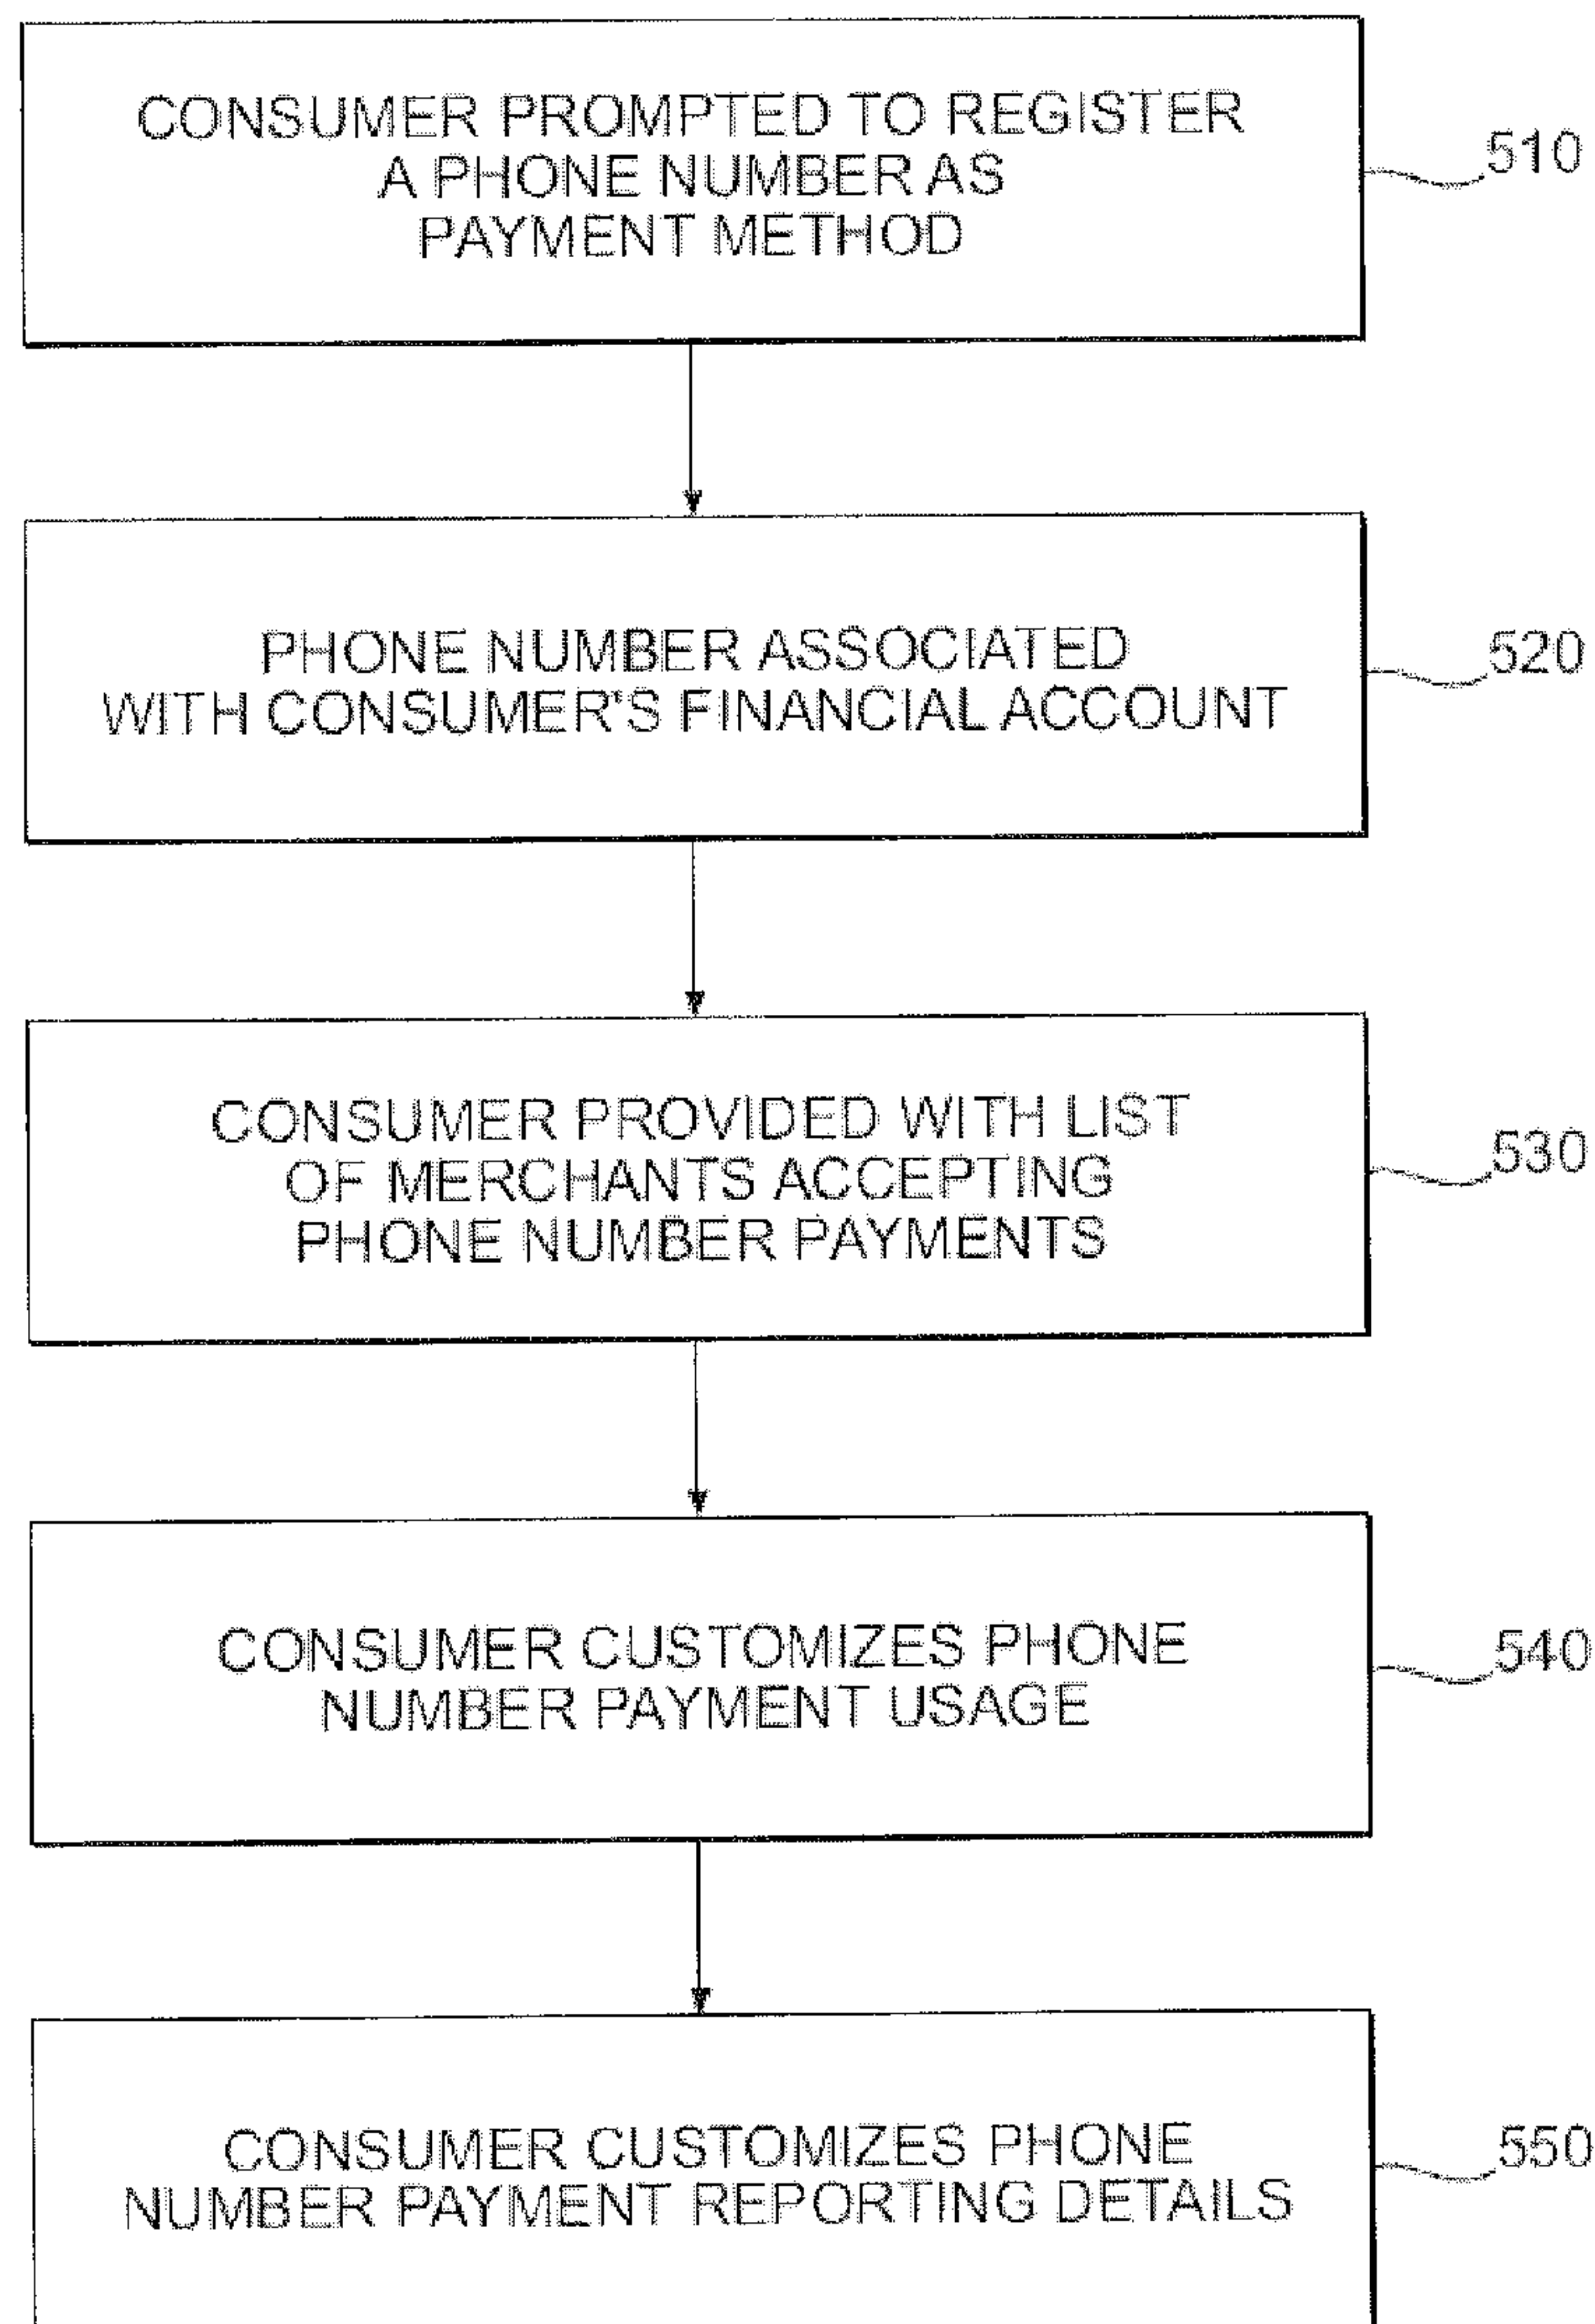 CONSUMER PROMPTED TO REGISTER
A PHONE NUMBER AS
PAYMENT METHOD
510
PHONE NUMBER ASSOCIATED
WITH CONSUMER'S FINANCIAL ACCOUNT
520
CONSUMER PROVIDED WITH LIST
OF MERCHANTS ACCEPTING
PHONE NUMBER PAYMENTS
530
CONSUMER CUSTOMIZES PHONE
NUMBER PAYMENT USAGE
540
CONSUMER CUSTOMIZES PHONE
NUMBER PAYMENT REPORTING DETAILS
550